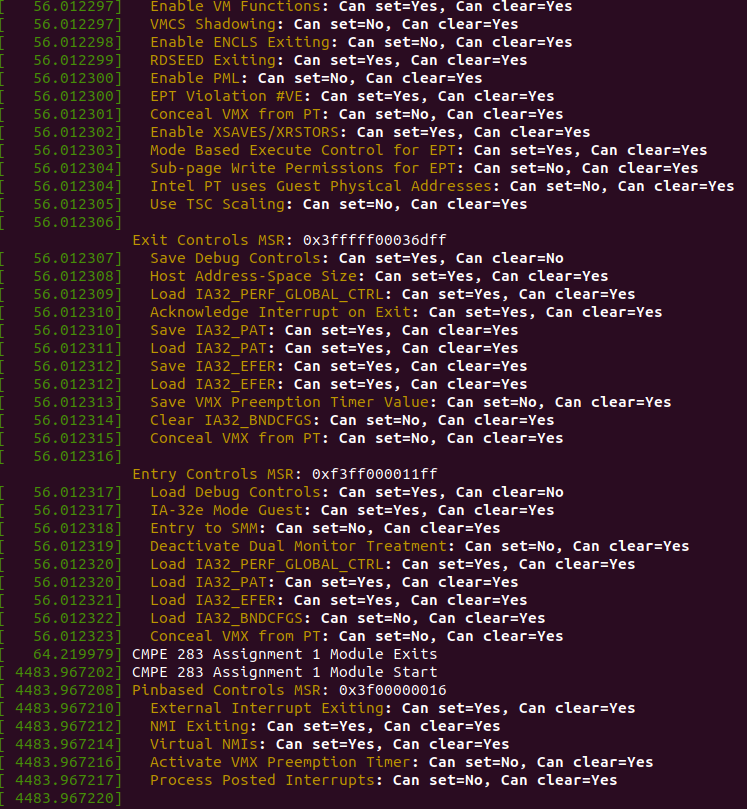 [   56.012297]   Enable VM Functions: Can set=Yes, Can clear=Yes
[   56.012297]   VMCS Shadowing: Can set=No, Can clear=Yes
[   56.012298]   Enable ENCLS Exiting: Can set=No, Can clear=Yes
[   56.012299]   RDSEED Exiting: Can set=Yes, Can clear=Yes
[   56.012300]   Enable PML: Can set=No, Can clear=Yes
[   56.012300]   EPT Violation #VE: Can set=Yes, Can clear=Yes
[   56.012301]   Conceal VMX from PT: Can set=No, Can clear=Yes
[   56.012302]   Enable XSAVES/XRSTORS: Can set=Yes, Can clear=Yes
[   56.012303]   Mode Based Execute Control for EPT: Can set=Yes, Can clear=Yes
[   56.012304]   Sub-page Write Permissions for EPT: Can set=No, Can clear=Yes
[   56.012304]   Intel PT uses Guest Physical Addresses: Can set=No, Can clear=Yes
[   56.012305]   Use TSC Scaling: Can set=No, Can clear=Yes
[   56.012306]
Exit Controls MSR: 0x3fffff00036dff
[   56.012307]   Save Debug Controls: Can set=Yes, Can clear=No
[   56.012308]   Host Address-Space Size: Can set=Yes, Can clear=Yes
[   56.012309]   Load IA32_PERF_GLOBAL_CTRL: Can set=Yes, Can clear=Yes
[   56.012310]   Acknowledge Interrupt on Exit: Can set=Yes, Can clear=Yes
[   56.012310]   Save IA32_PAT: Can set=Yes, Can clear=Yes
[   56.012311]   Load IA32_PAT: Can set=Yes, Can clear=Yes
[   56.012312]   Save IA32_EFER: Can set=Yes, Can clear=Yes
[   56.012312]   Load IA32_EFER: Can set=Yes, Can clear=Yes
[   56.012313]   Save VMX Preemption Timer Value: Can set=No, Can clear=Yes
[   56.012314]   Clear IA32_BNDCFGS: Can set=No, Can clear=Yes
[   56.012315]   Conceal VMX from PT: Can set=No, Can clear=Yes
[   56.012316]
Entry Controls MSR: 0xf3ff000011ff
[   56.012317]   Load Debug Controls: Can set=Yes, Can clear=No
[   56.012317]   IA-32e Mode Guest: Can set=Yes, Can clear=Yes
[   56.012318]   Entry to SMM: Can set=No, Can clear=Yes
[   56.012319]   Deactivate Dual Monitor Treatment: Can set=No, Can clear=Yes
[   56.012320]   Load IA32_PERF_GLOBAL_CTRL: Can set=Yes, Can clear=Yes
[   56.012320]   Load IA32_PAT: Can set=Yes, Can clear=Yes
[   56.012321]   Load IA32_EFER: Can set=Yes, Can clear=Yes
[   56.012322]   Load IA32_BNDCFGS: Can set=No, Can clear=Yes
[   56.012323]   Conceal VMX from PT: Can set=No, Can clear=Yes
[   64.219979] CMPE 283 Assignment 1 Module Exits
[ 4483.967202] CMPE 283 Assignment 1 Module Start
[ 4483.967208] Pinbased Controls MSR: 0x3f00000016
[ 4483.967210]   External Interrupt Exiting: Can set=Yes, Can clear=Yes
[ 4483.967212]   NMI Exiting: Can set=Yes, Can clear=Yes
[ 4483.967214]   Virtual NMIs: Can set=Yes, Can clear=Yes
[ 4483.967216]   Activate VMX Preemption Timer: Can set=No, Can clear=Yes
[ 4483.967217]   Process Posted Interrupts: Can set=No, Can clear=Yes
[ 4483.967220]